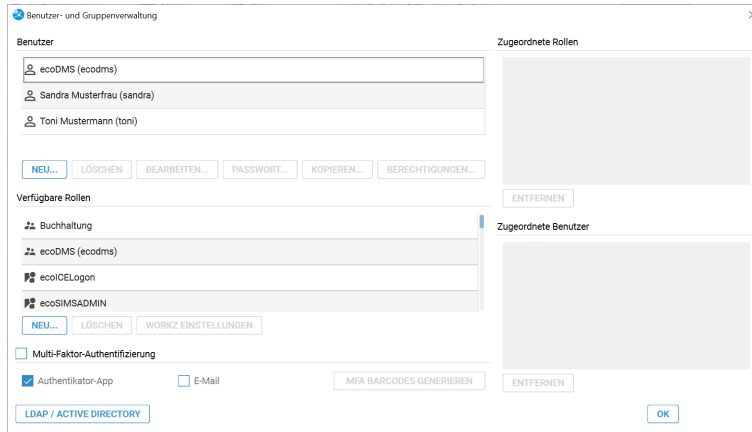 Benutzer- und Gruppenverwaltung
Benutzer
ecoDMS (ecodms)
Sandra Musterfrau (sandra)
Toni Mustermann (toni)
NEU... LÖSCHEN BEARBEITEN... PASSWORT... KOPIEREN... BERECHTIGUNGEN...
Verfügbare Rollen
Buchhaltung
ecoDMS (ecodms)
ecoICELogon
ecoSIMSADMIN
NEU... LÖSCHEN WORKZ EINSTELLUNGEN
Multi-Faktor-Authentifizierung
Authentikator-App E-Mail MFA BARCODES GENERIEREN
LDAP / ACTIVE DIRECTORY
Zugeordnete Rollen
ENTFERNEN
Zugeordnete Benutzer
ENTFERNEN
OK